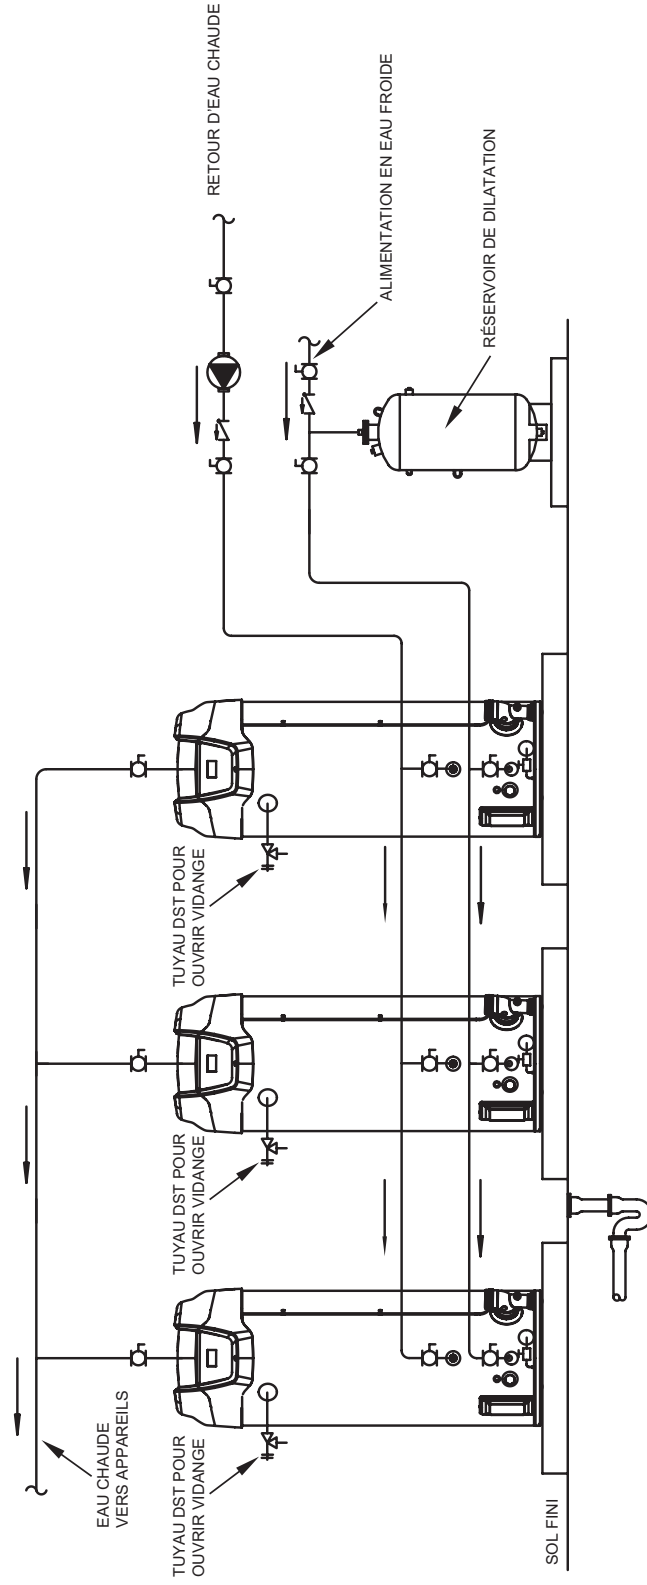 EAU CHAUDE
VERS APPAREILS
TUYAU DST POUR
OUVRIR VIDANGE
TUYAU DST POUR
OUVRIR VIDANGE
TUYAU DST POUR
OUVRIR VIDANGE
RETOUR D'EAU CHAUDE
ALIMENTATION EN EAU FROIDE
RÉSERVOIR DE DILATATION
SOL FINI